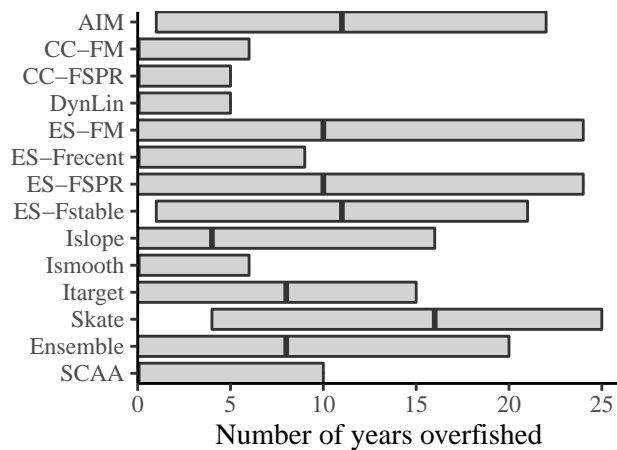 AIM
CC−FM
CC−FSPR
DynLin
ES−FM
ES−Frecent
ES−FSPR
ES−Fstable
Islope
Ismooth
Itarget
Skate
Ensemble
SCAA
0 5 10 15 20 25
Number of years overfished